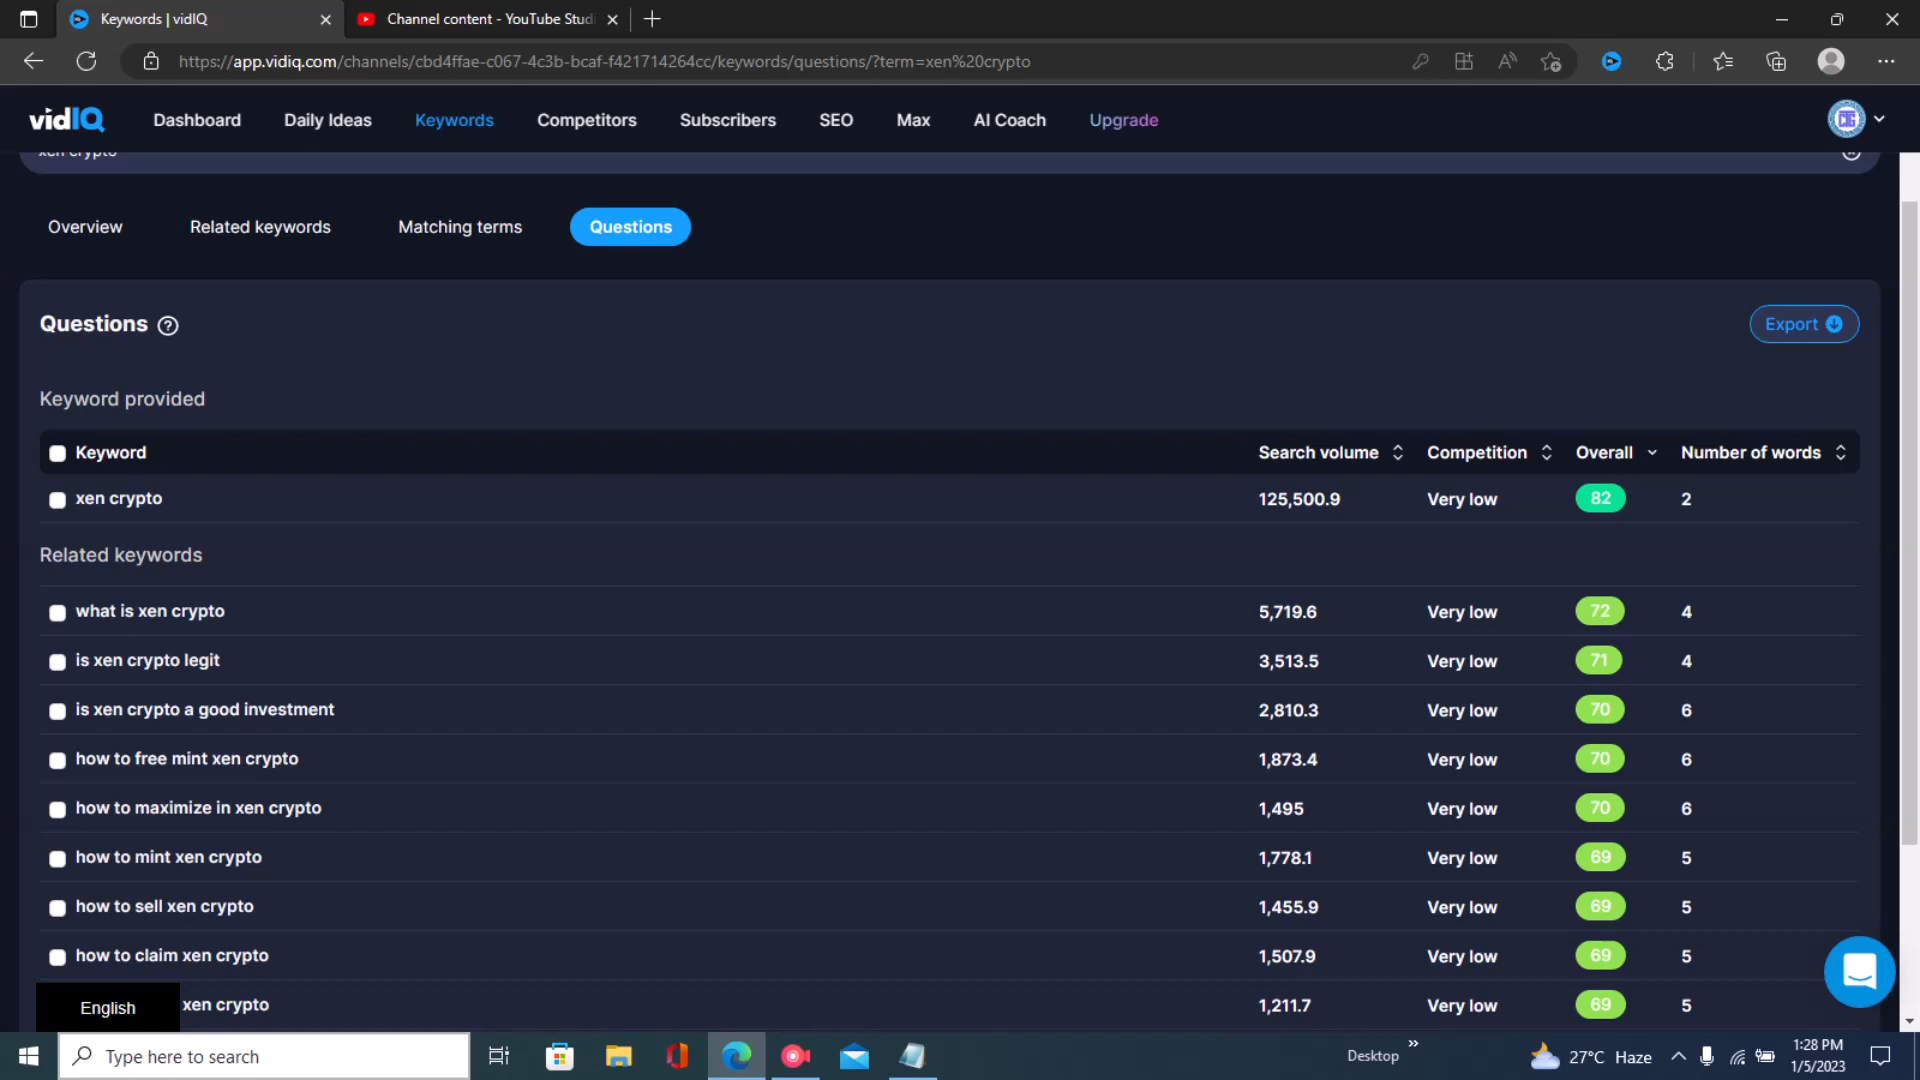 Keywords | vidIQ
Channel content - YouTube Studi
https://app.vidiq.com/channels/cbd4ffae-c067-4c3b-bcaf-f421714264cc/keywords/questions/?term=xen%20crypto
vidIQ Dashboard Daily Ideas Keywords Competitors Subscribers SEO Max AI Coach Upgrade
xen crypto
Overview Related keywords Matching terms Questions
Questions ? Export
Keyword provided
Keyword Search volume Competition Overall Number of words
xen crypto 125,500.9 Very low 82 2
Related keywords
what is xen crypto 5,719.6 Very low 72 4
is xen crypto legit 3,513.5 Very low 71 4
is xen crypto a good investment 2,810.3 Very low 70 6
how to free mint xen crypto 1,873.4 Very low 70 6
how to maximize in xen crypto 1,495 Very low 70 6
how to mint xen crypto 1,778.1 Very low 69 5
how to sell xen crypto 1,455.9 Very low 69 5
how to claim xen crypto 1,507.9 Very low 69 5
English xen crypto 1,211.7 Very low 69 5
Type here to search Desktop 27°C Haze 1:28 PM
1/5/2023